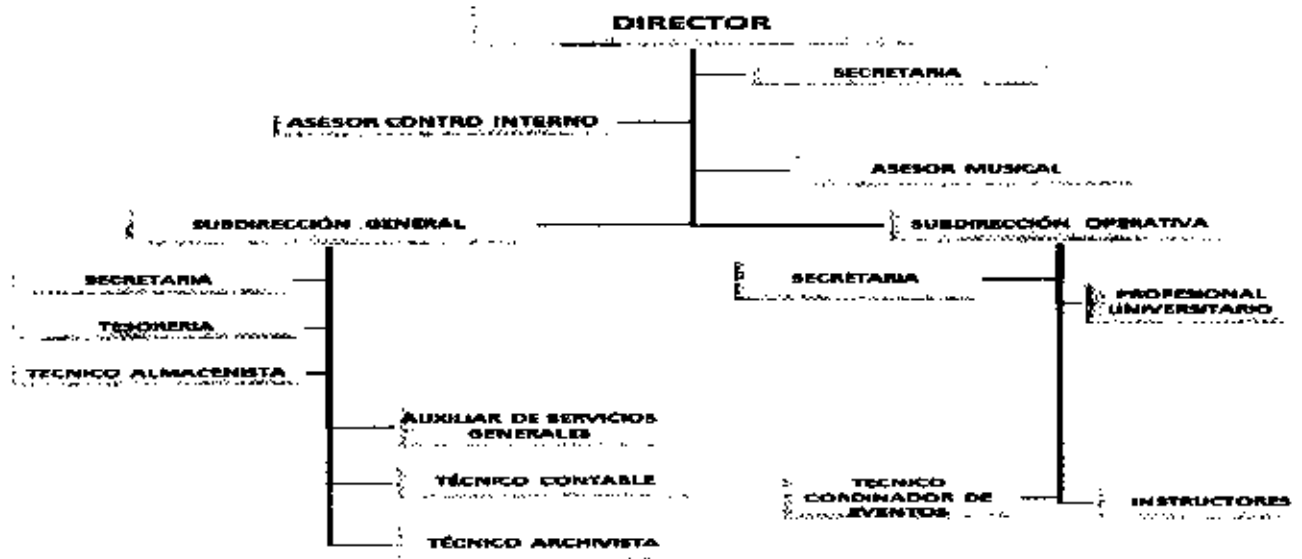 DIRECTOR
SECRETARIA
ASESOR CONTRO INTERNO
ASESOR MUSICAL
SUBDIRECCIÓN GENERAL
SUBDIRECCIÓN OPERATIVA
SECRETARIA
SECRETARIA
PROFESIONAL
UNIVERSITARIO
TESORERIA
TECNICO ALMACENISTA
AUXILIAR DE SERVICIOS
GENERALES
TÉCNICO CONTABLE
TECNICO
CORDINADOR DE
EVENTOS
INSTRUCTORES
TÉCNICO ARCHIVISTA